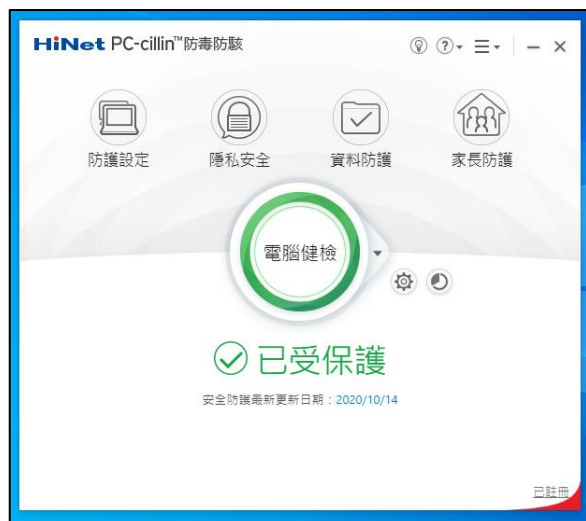 HiNet PC-cillin™防毒防駭
防護設定 隱私安全 資料防護 家長防護
電腦健檢
已受保護
安全防護最新更新日期：2020/10/14
已註冊